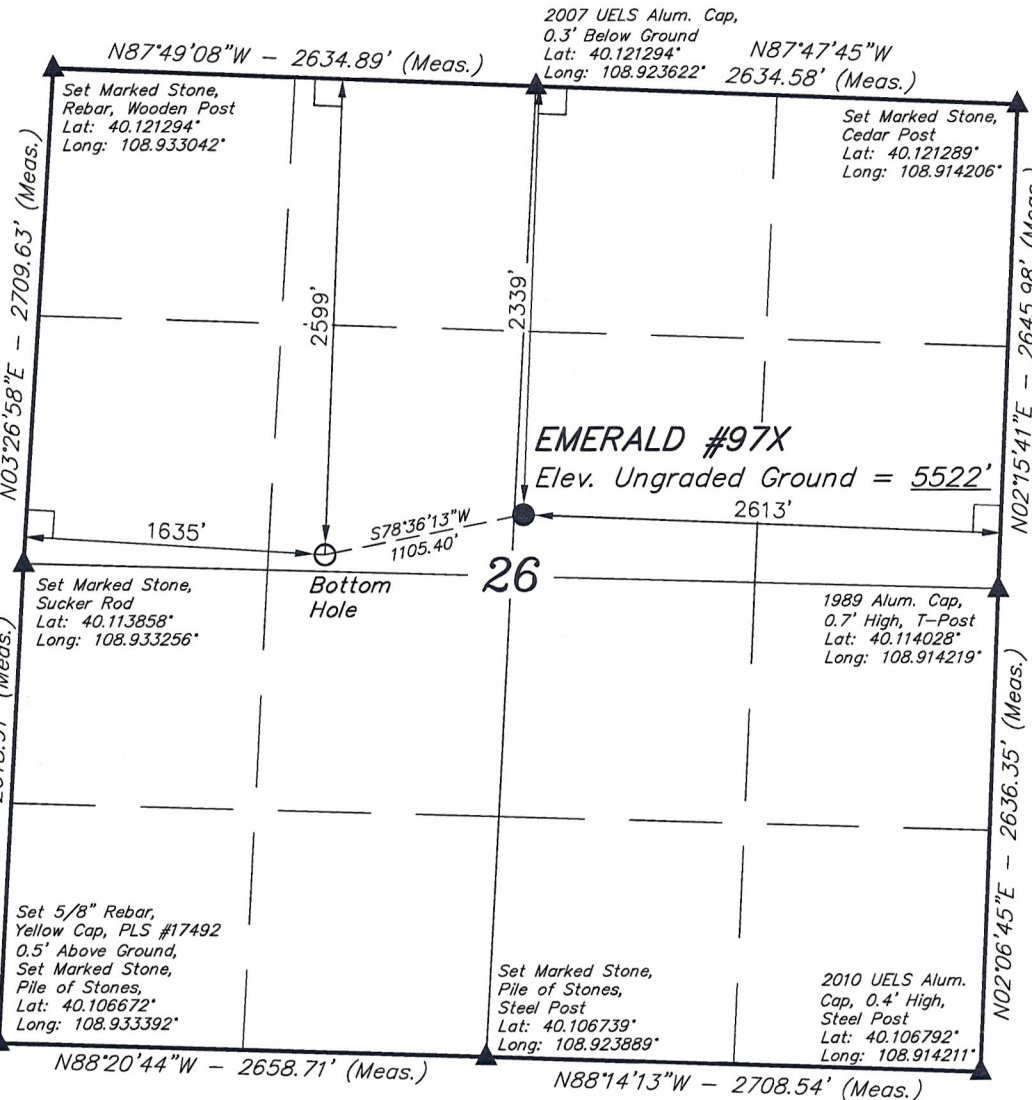 2007 UELS Alum. Cap,
0.3' Below Ground
Lat: 40.121294°
Long: 108.923622°
N87°49'08"W - 2634.89' (Meas.)
N87°47'45"W
2634.58' (Meas.)
Set Marked Stone,
Rebar, Wooden Post
Lat: 40.121294°
Long: 108.933042°
Set Marked Stone,
Cedar Post
Lat: 40.121289°
Long: 108.914206°
N03°26'58"E - 2709.63' (Meas.)
2599'
2339'
N02°15'41"E - 2645.98' (Meas.)
EMERALD #97X
Elev. Ungraded Ground = 5522'
1635'
S78°36'13"W
1105.40'
2613'
Bottom
Hole
26
Set Marked Stone,
Sucker Rod
Lat: 40.113858°
Long: 108.933256°
1989 Alum. Cap,
0.7' High, T-Post
Lat: 40.114028°
Long: 108.914219°
(Meas.)
N02°06'45"E - 2636.35' (Meas.)
Set 5/8" Rebar,
Yellow Cap, PLS #17492
0.5' Above Ground,
Set Marked Stone,
Pile of Stones,
Lat: 40.106672°
Long: 108.933392°
Set Marked Stone,
Pile of Stones,
Steel Post
Lat: 40.106739°
Long: 108.923889°
2010 UELS Alum.
Cap, 0.4' High,
Steel Post
Lat: 40.106792°
Long: 108.914211°
N88°20'44"W - 2658.71' (Meas.)
N88°14'13"W - 2708.54' (Meas.)